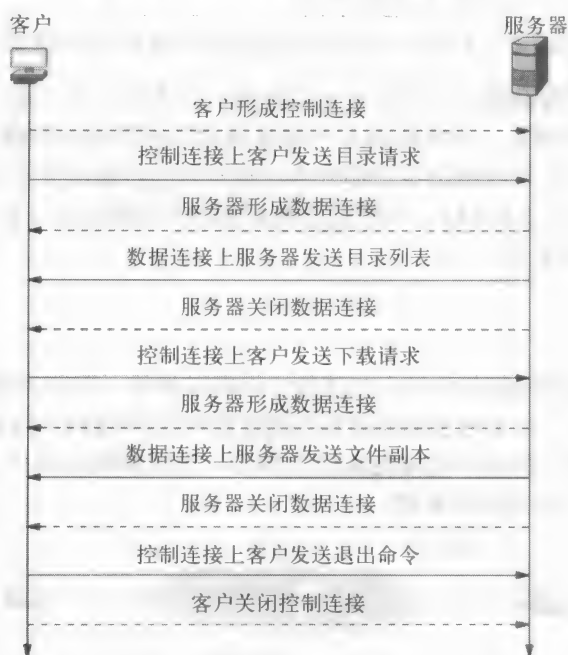 客户
服务器
客户形成控制连接
控制连接上客户发送目录请求
服务器形成数据连接
数据连接上服务器发送目录列表
服务器关闭数据连接
控制连接上客户发送下载请求
服务器形成数据连接
数据连接上服务器发送文件副本
服务器关闭数据连接
控制连接上客户发送退出命令
客户关闭控制连接